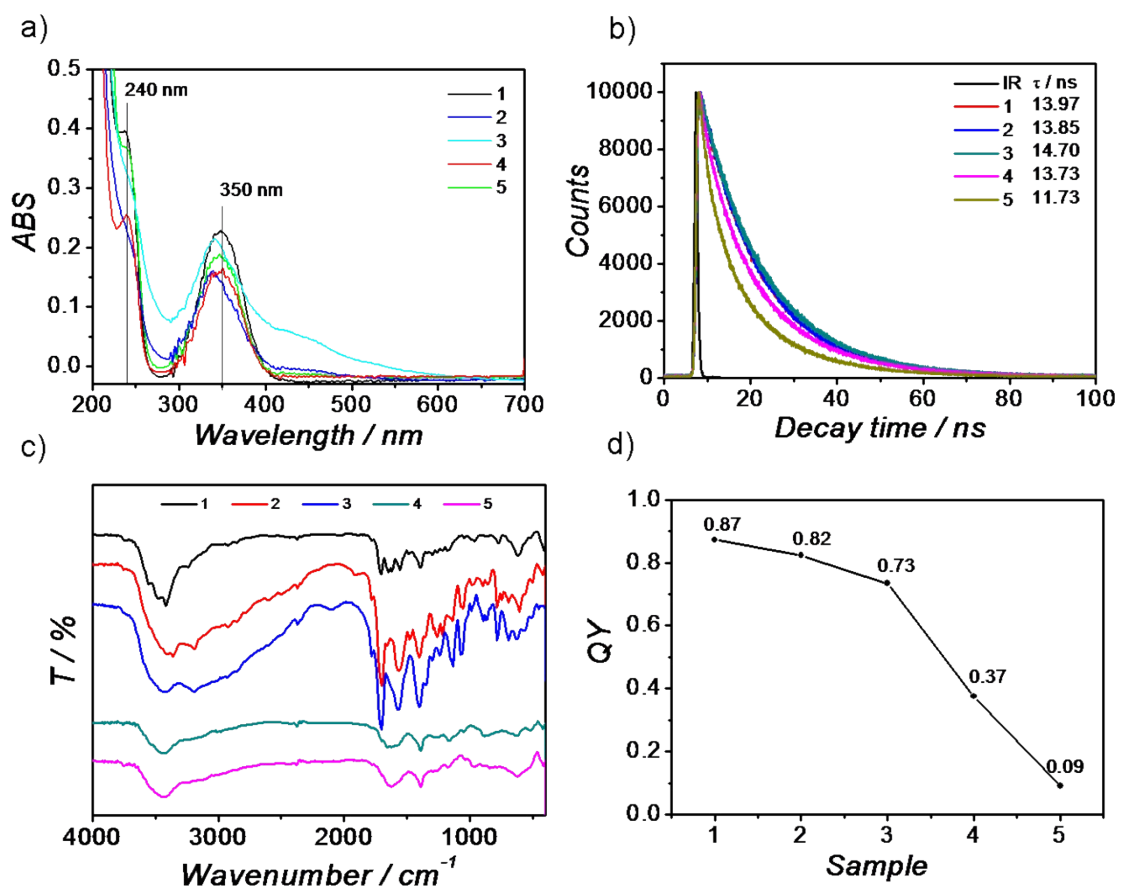 a)
0.5
0.4
0.3
0.2
0.1
0.0
ABS
240 nm
350 nm
1
2
3
4
5
200 300 400 500 600 700
Wavelength / nm
b)
10000
8000
6000
4000
2000
0
Counts
IR τ / ns
1 13.97
2 13.85
3 14.70
4 13.73
5 11.73
0 20 40 60 80 100
Decay time / ns
c)
1 2 3 4 5
T / %
4000 3000 2000 1000
Wavenumber / cm⁻¹
d)
1.0
0.8
0.6
0.4
0.2
0.0
QY
0.87
0.82
0.73
0.37
0.09
1 2 3 4 5
Sample